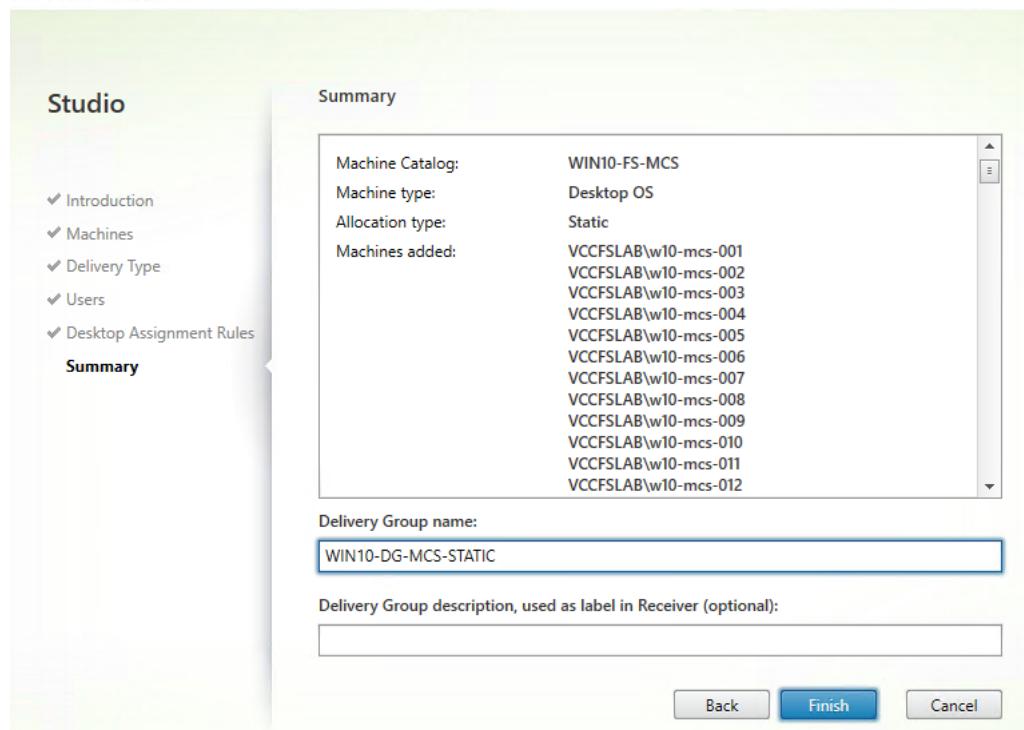 Studio
Introduction
Machines
Delivery Type
Users
Desktop Assignment Rules
Summary
Summary
Machine Catalog: WIN10-FS-MCS
Machine type: Desktop OS
Allocation type: Static
Machines added: VCCFSLAB\w10-mcs-001
VCCFSLAB\w10-mcs-002
VCCFSLAB\w10-mcs-003
VCCFSLAB\w10-mcs-004
VCCFSLAB\w10-mcs-005
VCCFSLAB\w10-mcs-006
VCCFSLAB\w10-mcs-007
VCCFSLAB\w10-mcs-008
VCCFSLAB\w10-mcs-009
VCCFSLAB\w10-mcs-010
VCCFSLAB\w10-mcs-011
VCCFSLAB\w10-mcs-012
Delivery Group name:
WIN10-DG-MCS-STATIC
Delivery Group description, used as label in Receiver (optional):
Back Finish Cancel